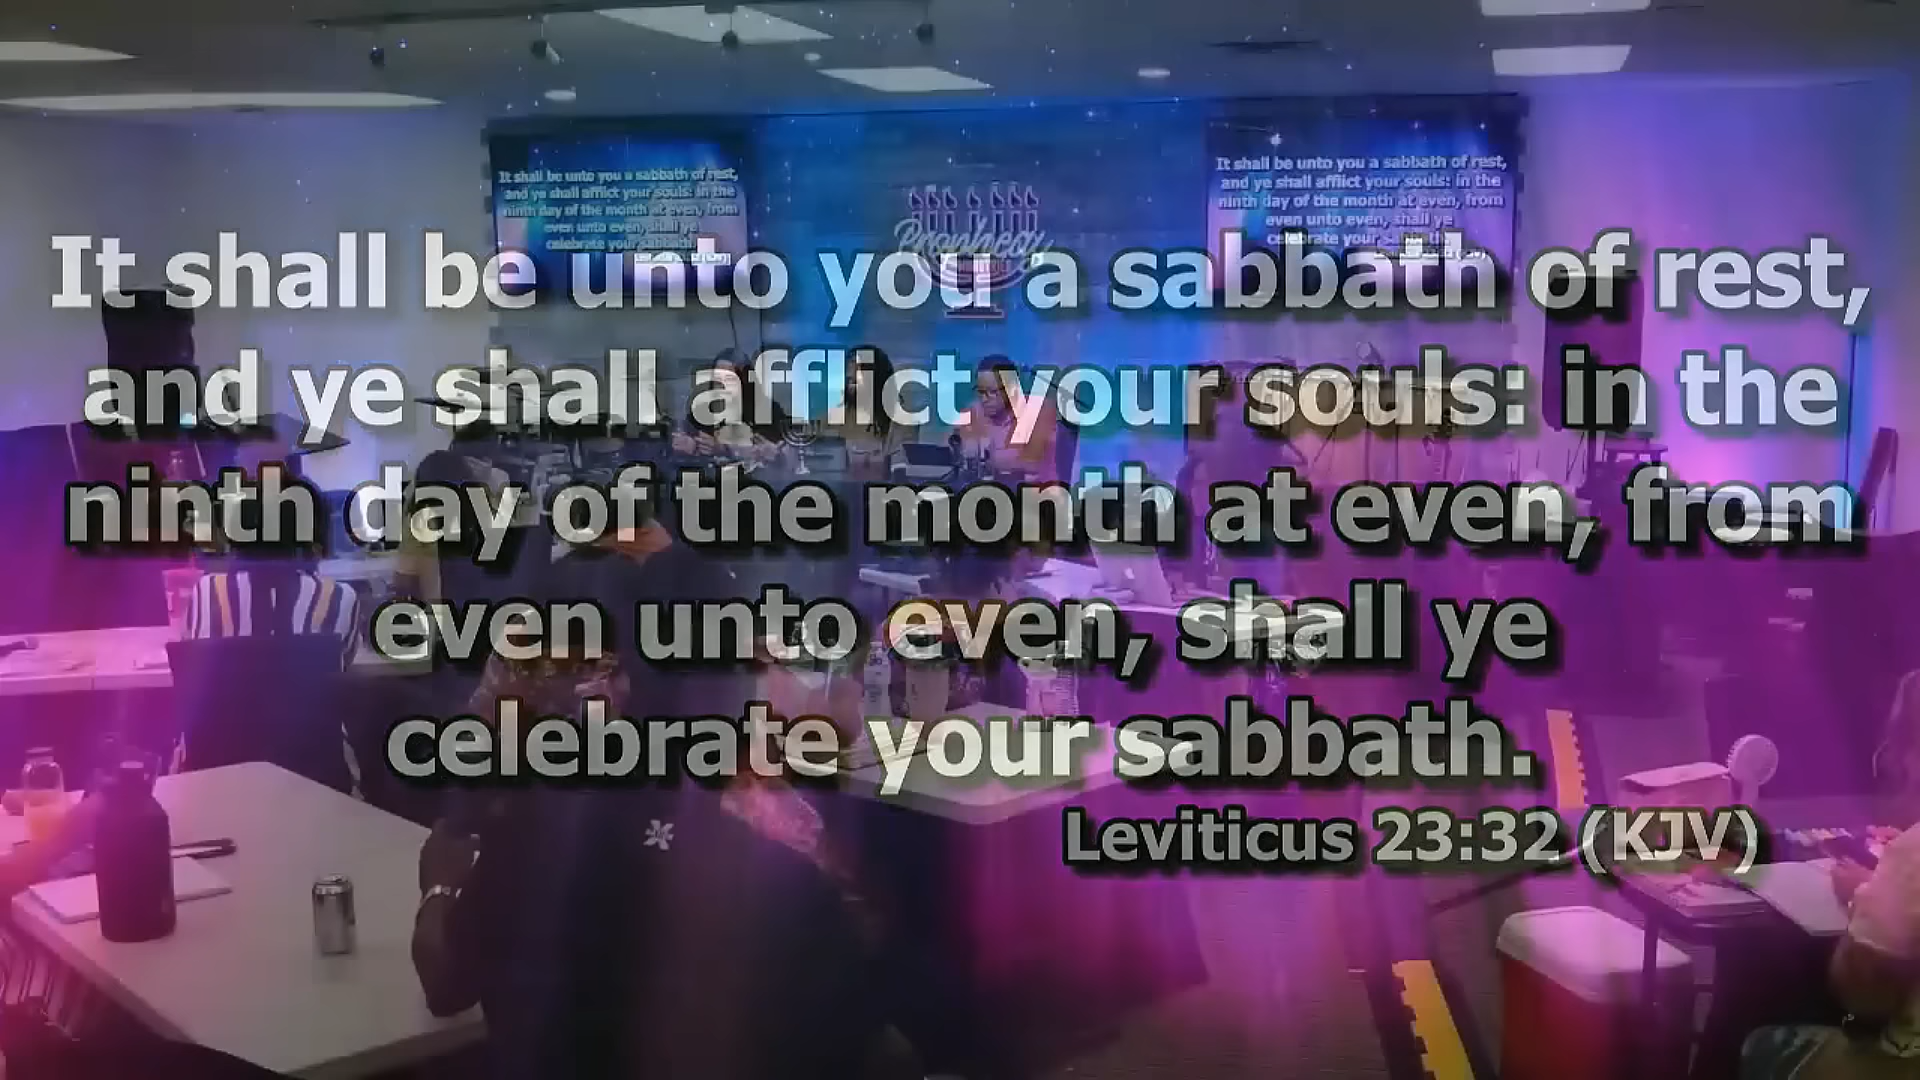 It shall be unto you a sabbath of rest,
and ye shall afflict your souls: in the
ninth day of the month at even, from
even unto even, shall ye
celebrate your sabbath.
Leviticus 23:32 (KJV)
It shall be unto you a sabbath of rest,
and ye shall afflict your souls: in the
ninth day of the month at even, from
even unto even, shall ye
celebrate your sabbath.
It shall be unto you a sabbath of rest,
and ye shall afflict your souls: in the
ninth day of the month at even, from
even unto even, shall ye
celebrate your sabbath.
Prophecy